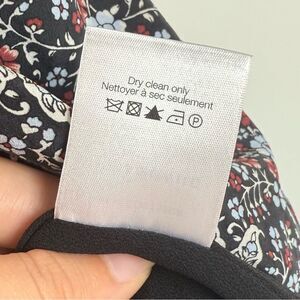 Dry clean only
Nettoyer à sec seulement
P